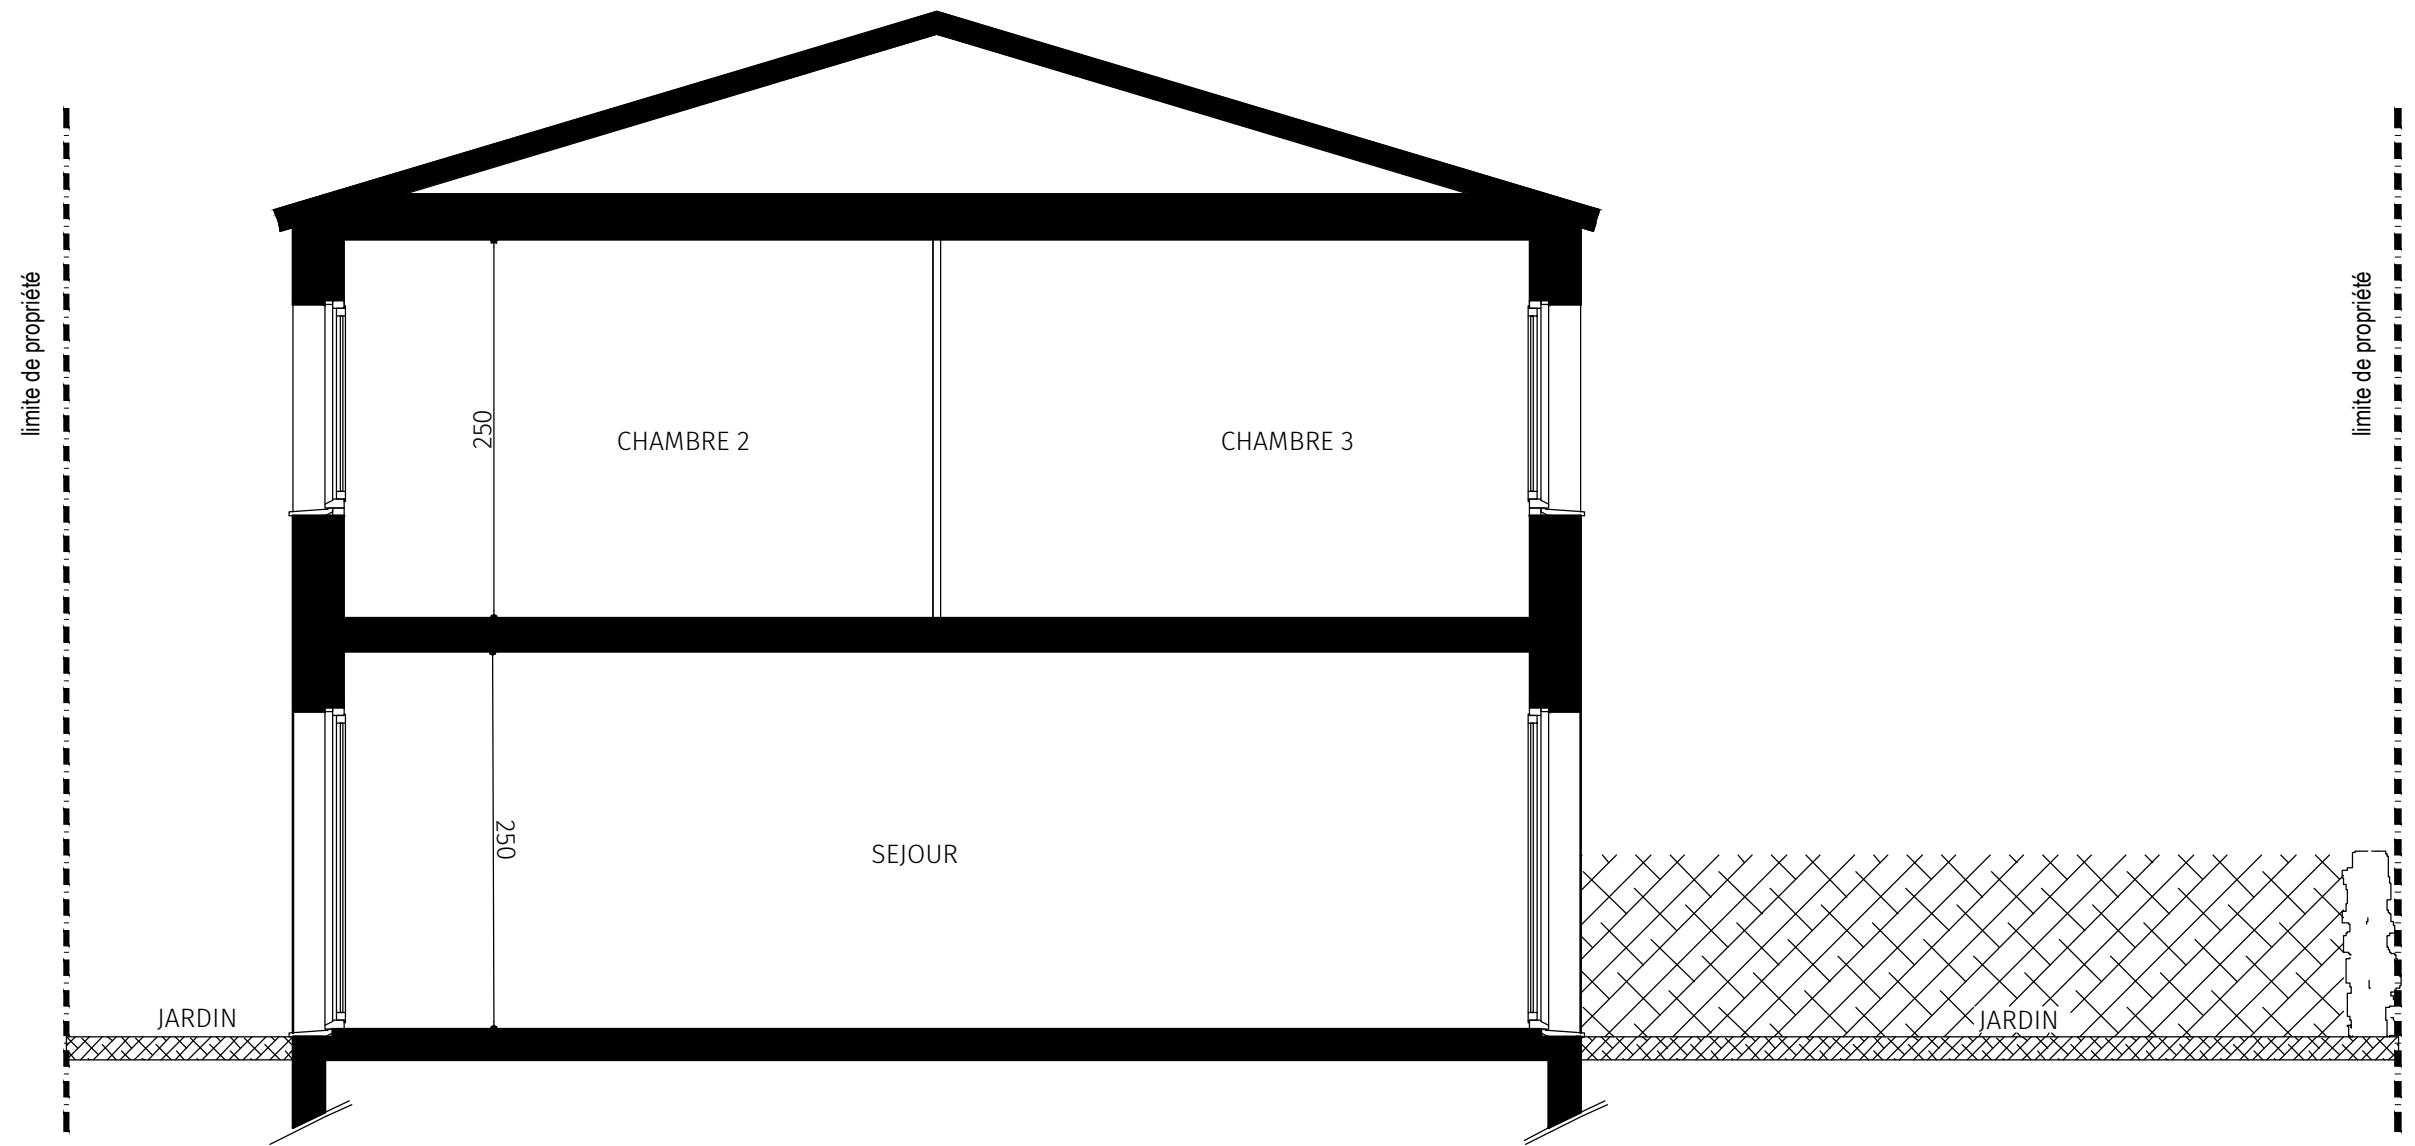 limite de propriété
limite de propriété
250
CHAMBRE 2
CHAMBRE 3
250
SEJOUR
JARDIN
JARDIN